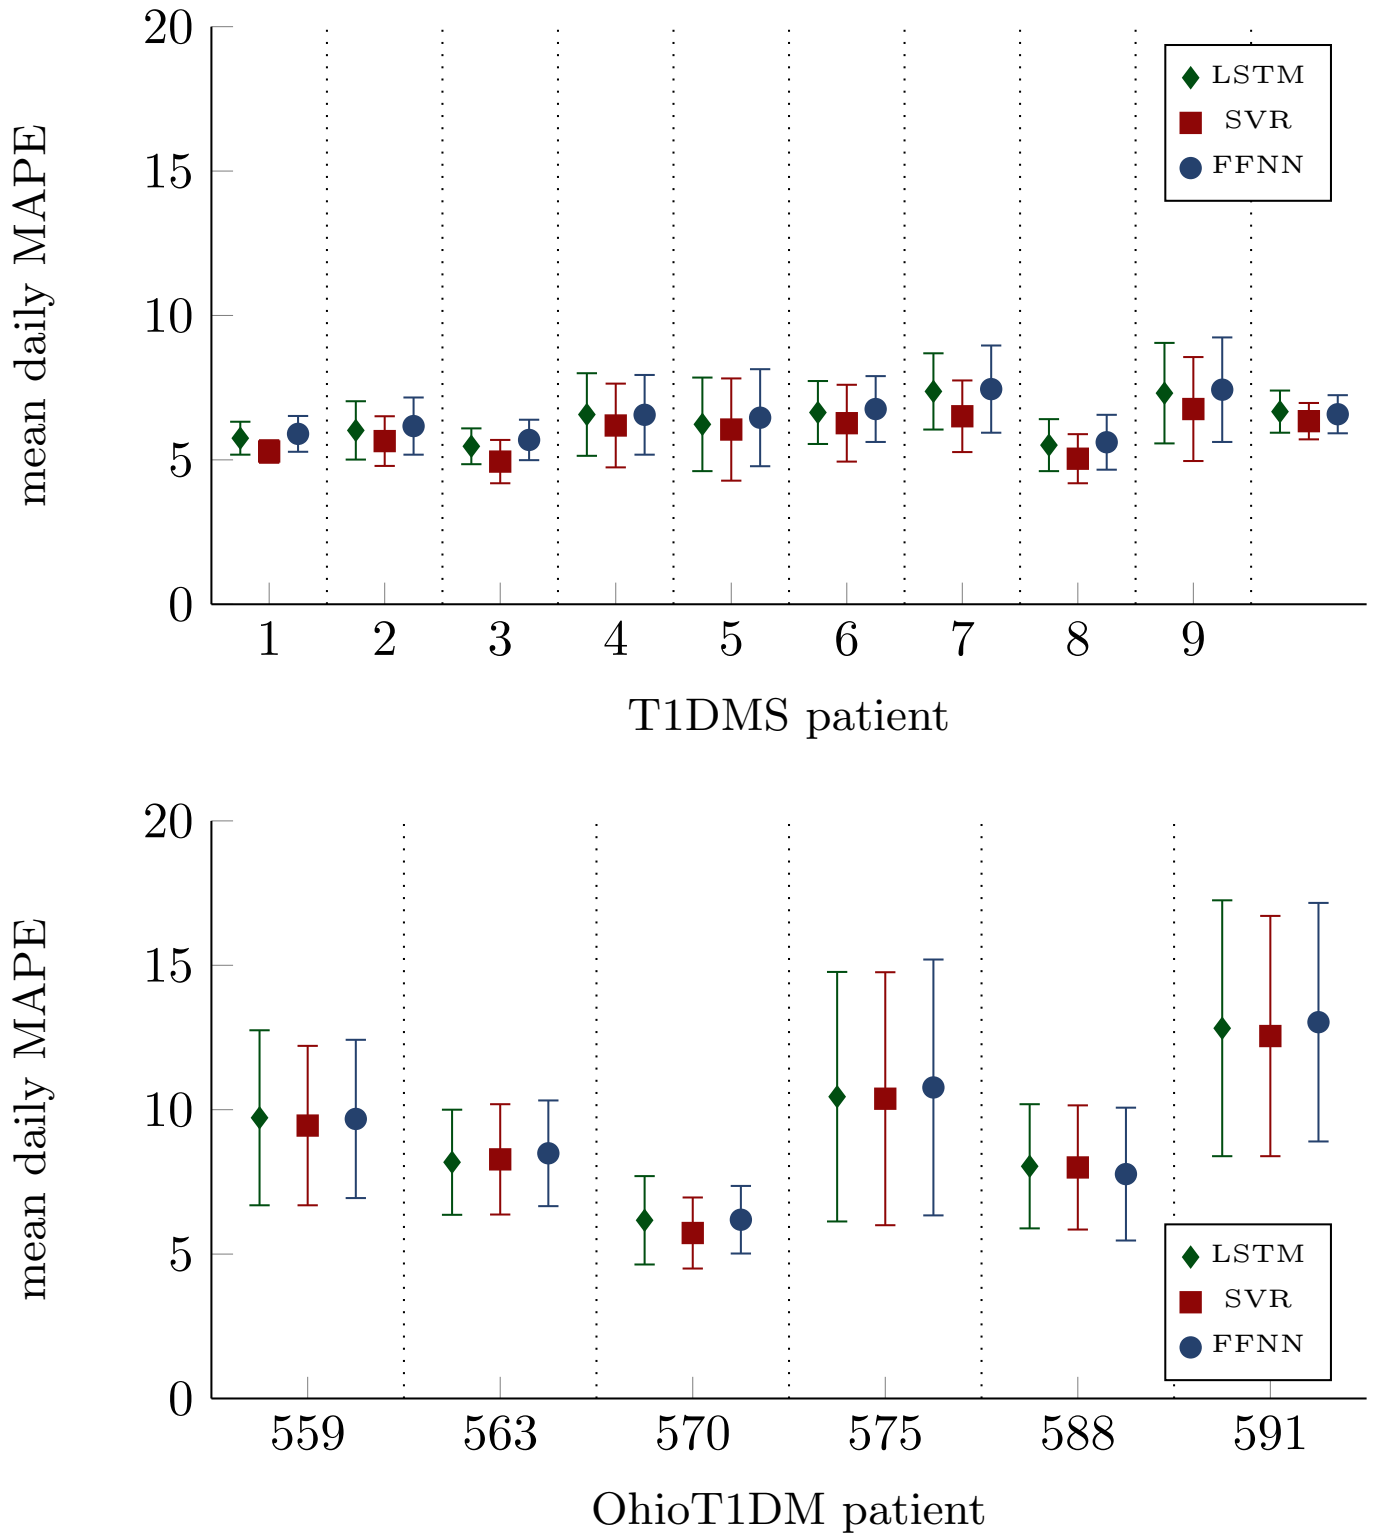 20
15
10
5
0
mean daily MAPE
LSTM
SVR
FFNN
1 2 3 4 5 6 7 8 9
T1DMS patient
20
15
10
5
0
mean daily MAPE
LSTM
SVR
FFNN
559 563 570 575 588 591
OhioT1DM patient